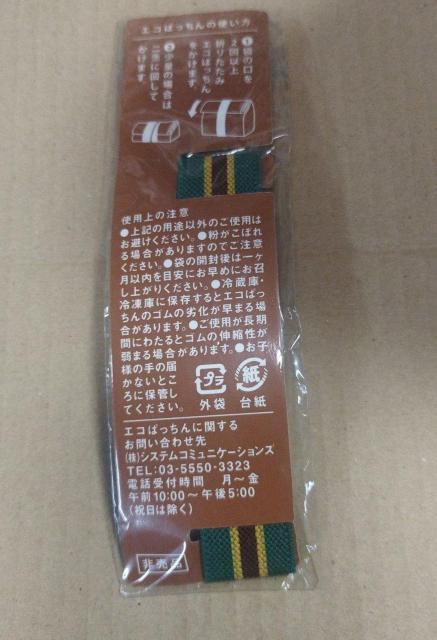 エコぱっちんの使い方
①袋の口を
2回以上
折りたたみ
エコぱっちん
をかけます。
②少量の場合は
二重に回して
かけます。
使用上の注意
●上記の用途以外のご使用は
お避けください。●粉がこぼれ
る場合がありますのでご注意
ください。●袋の開封後は一ヶ
月以内を目安にお早めにお召
し上がりください。●冷蔵庫・
冷凍庫に保存するとエコぱっ
ちんのゴムの劣化が早まる場
合があります。●ご使用が長期
間にわたるとゴムの伸縮性が
弱まる場合があります。●お子
様の手の届
かないとこ
ろに保管し
てください。
プラ
外袋
紙
台紙
エコぱっちんに関する
お問い合わせ先
(株)システムコミュニケーションズ
TEL:03-5550-3323
電話受付時間 月～金
午前10:00～午後5:00
(祝日は除く)
非売品